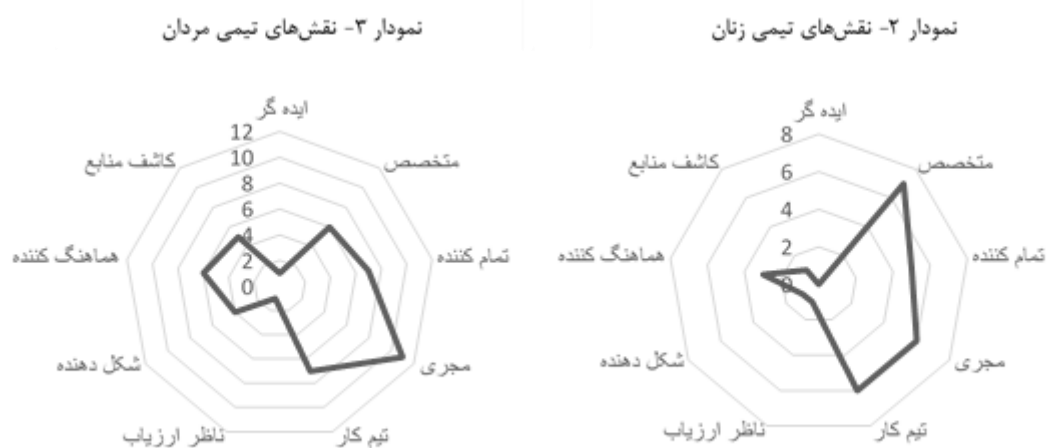 نمودار ۲- نقش‌های تیمی زنان
ایده گر
متخصص
تمام کننده
مجری
تیم کار
ناظر ارزیاب
شکل دهنده
هماهنگ کننده
کاشف منابع
8
6
4
2
0
نمودار ۳- نقش‌های تیمی مردان
ایده گر
متخصص
تمام کننده
مجری
تیم کار
ناظر ارزیاب
شکل دهنده
هماهنگ کننده
کاشف منابع
12
10
8
6
4
2
0